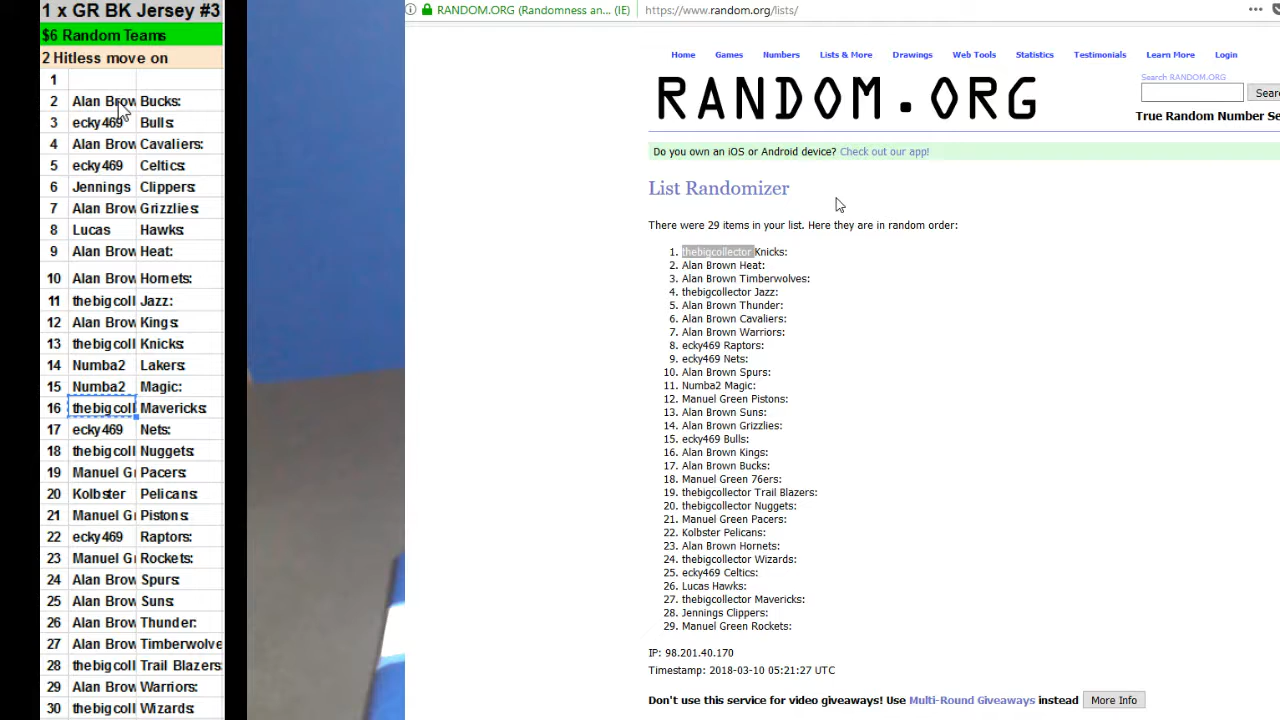 1 x GR BK Jersey #3
$6 Random Teams
2 Hitless move on
1
2 Alan Brow Bucks:
3 ecky469 Bulls:
4 Alan Brow Cavaliers:
5 ecky469 Celtics:
6 Jennings Clippers:
7 Alan Brow Grizzlies:
8 Lucas Hawks:
9 Alan Brow Heat:
10 Alan Brow Hornets:
11 thebigcoll Jazz:
12 Alan Brow Kings:
13 thebigcoll Knicks:
14 Numba2 Lakers:
15 Numba2 Magic:
16 thebigcoll Mavericks:
17 ecky469 Nets:
18 thebigcoll Nuggets:
19 Manuel Gr Pacers:
20 Kolbster Pelicans:
21 Manuel Gr Pistons:
22 ecky469 Raptors:
23 Manuel Gr Rockets:
24 Alan Brow Spurs:
25 Alan Brow Suns:
26 Alan Brow Thunder:
27 Alan Brow Timberwolve
28 thebigcoll Trail Blazers:
29 Alan Brow Warriors:
30 thebigcoll Wizards:
RANDOM.ORG (Randomness an... (IE) https://www.random.org/lists/
Home Games Numbers Lists & More Drawings Web Tools Statistics Testimonials Learn More Login
RANDOM.ORG
Search RANDOM.ORG
Searc
True Random Number Se
Do you own an iOS or Android device? Check out our app!
List Randomizer
There were 29 items in your list. Here they are in random order:
1. thebigcollector Knicks:
2. Alan Brown Heat:
3. Alan Brown Timberwolves:
4. thebigcollector Jazz:
5. Alan Brown Thunder:
6. Alan Brown Cavaliers:
7. Alan Brown Warriors:
8. ecky469 Raptors:
9. ecky469 Nets:
10. Alan Brown Spurs:
11. Numba2 Magic:
12. Manuel Green Pistons:
13. Alan Brown Suns:
14. Alan Brown Grizzlies:
15. ecky469 Bulls:
16. Alan Brown Kings:
17. Alan Brown Bucks:
18. Manuel Green 76ers:
19. thebigcollector Trail Blazers:
20. thebigcollector Nuggets:
21. Manuel Green Pacers:
22. Kolbster Pelicans:
23. Alan Brown Hornets:
24. thebigcollector Wizards:
25. ecky469 Celtics:
26. Lucas Hawks:
27. thebigcollector Mavericks:
28. Jennings Clippers:
29. Manuel Green Rockets:
IP: 98.201.40.170
Timestamp: 2018-03-10 05:21:27 UTC
Don't use this service for video giveaways! Use Multi-Round Giveaways instead More Info